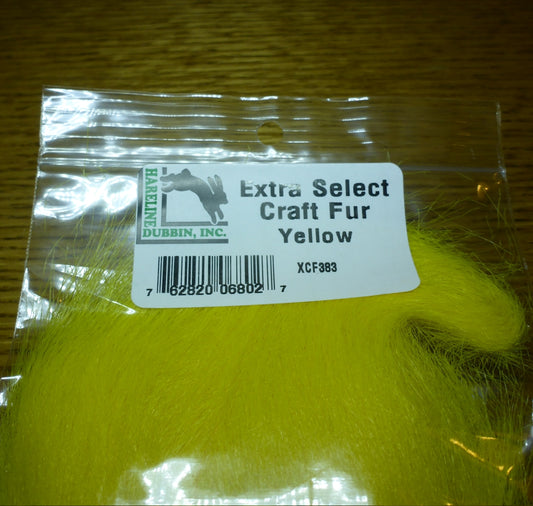 HARELINE
DUBBIN, INC.
Extra Select
Craft Fur
Yellow
XCF383
7 62820 06802 7